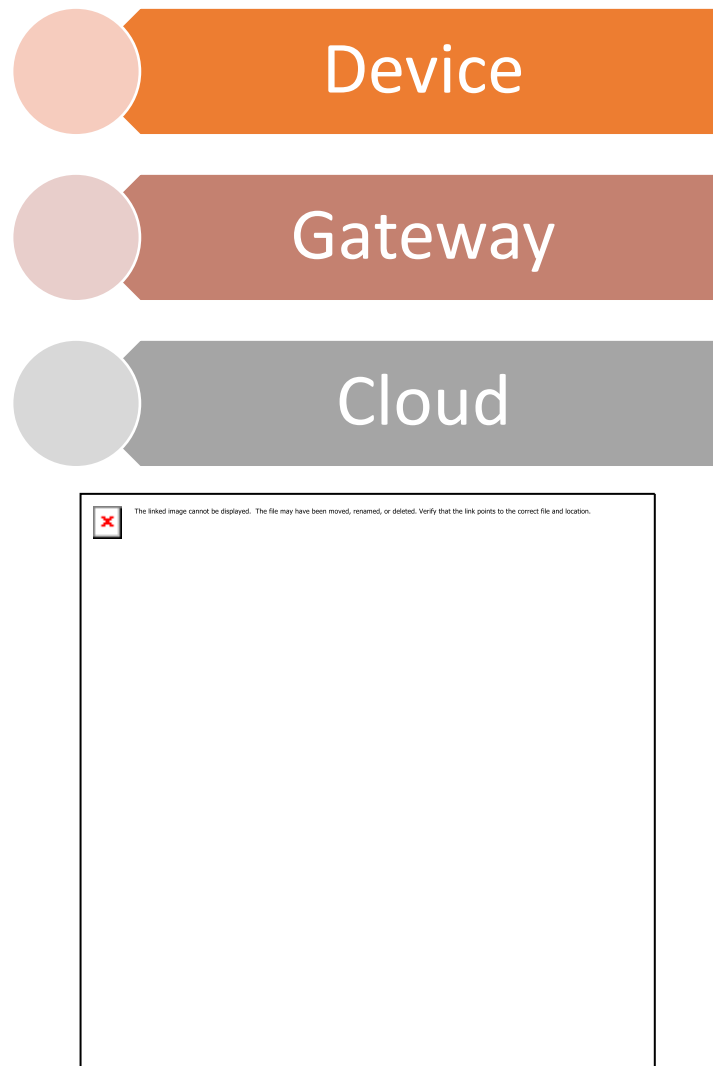 Device
Gateway
Cloud
The linked image cannot be displayed.  The file may have been moved, renamed, or deleted. Verify that the link points to the correct file and location.